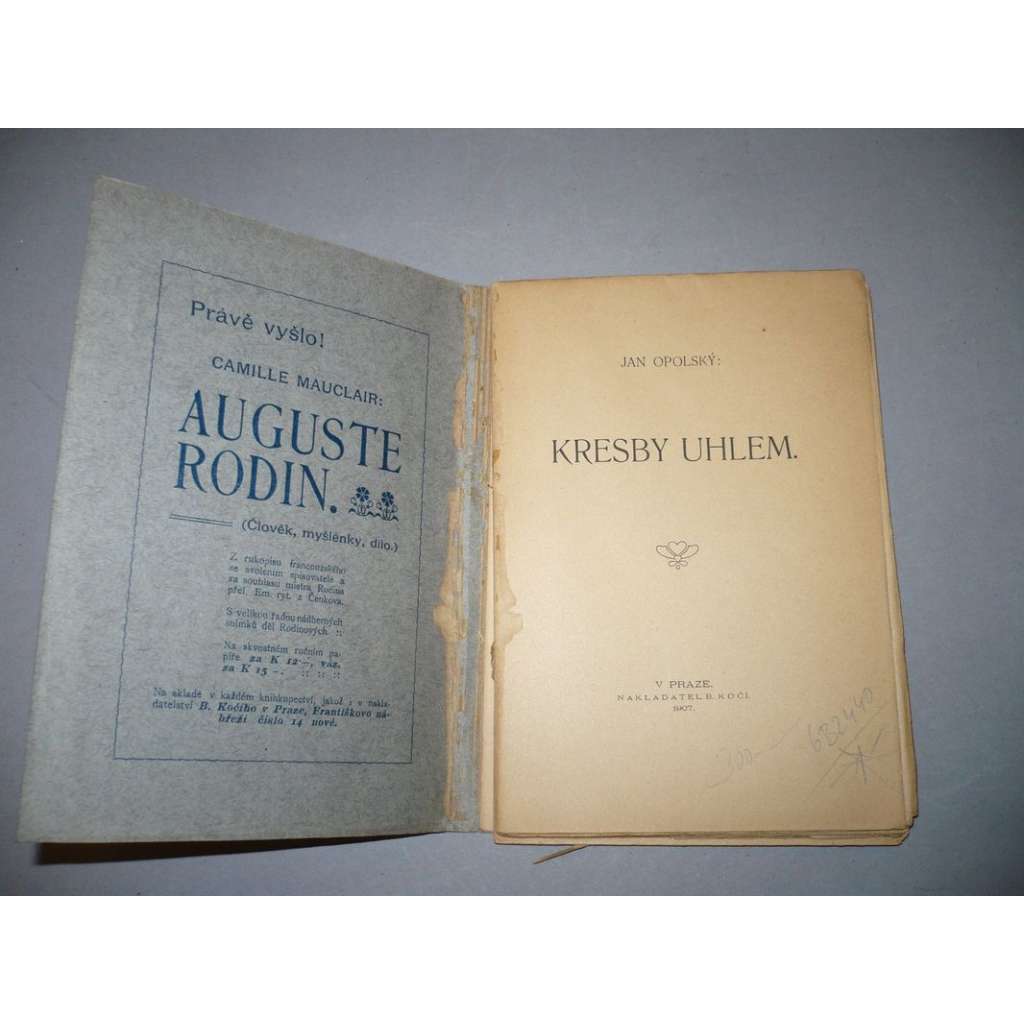 Právě vyšlo!
CAMILLE MAUCLAIR:
AUGUSTE
RODIN.
(Člověk, myšlénky, dílo.)
Z rukopisu francouzského
se svolením spisovatele a
za souhlasu mistra Rodina
přel. Em. ryt. z Čenkova.
S velikou řadou nádherných
snímků děl Rodinových ::
Na skvostném ručním pa-
píře za K 12·–, váz.
za K 15·–. :: :: :: ::
Na skladě v každém knihkupectví, jakož i v nakla-
datelství B. Kočího v Praze, Františkovo ná-
břeží číslo 14 nové.
JAN OPOLSKÝ:
KRESBY UHLEM.
V PRAZE.
NAKLADATEL B. KOČÍ.
1907.
682440